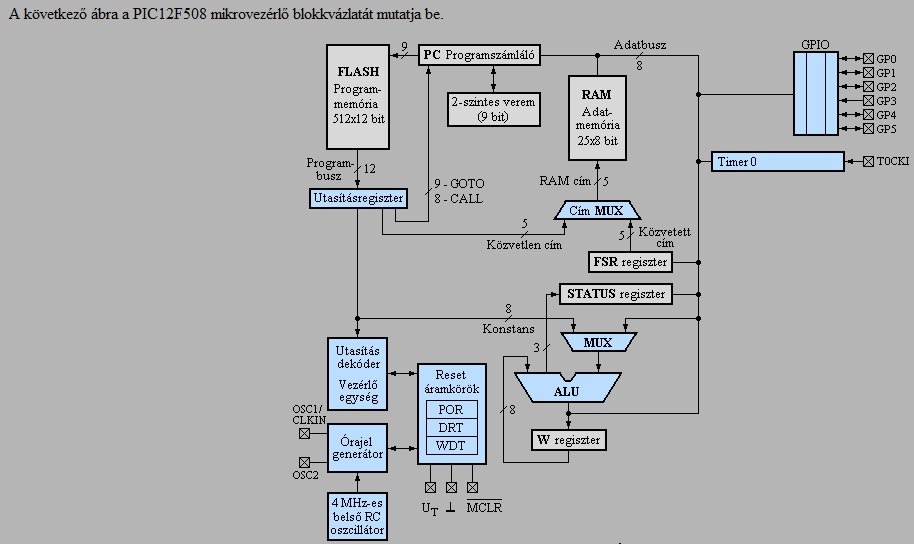 A következő ábra a PIC12F508 mikrovezérlő blokkvázlatát mutatja be.
FLASH
Program-
memória
512x12 bit
9
PC Programszámláló
2-szintes verem
(9 bit)
Adatbusz
8
RAM
Adat-
memória
25x8 bit
GPIO
GP0
GP1
GP2
GP3
GP4
GP5
Timer 0
T0CKI
Program-
busz
12
Utasításregiszter
9 - GOTO
8 - CALL
RAM cím
5
Cím MUX
5
Közvetlen cím
5
Közvetett
cím
FSR regiszter
STATUS regiszter
8
Konstans
MUX
3
ALU
8
W regiszter
Utasítás
dekóder
Vezérlő
egység
Reset
áramkörök
POR
DRT
WDT
OSC1/
CLKIN
OSC2
Órajel
generátor
4 MHz-es
belső RC
oszcillátor
UT
⊥
MCLR